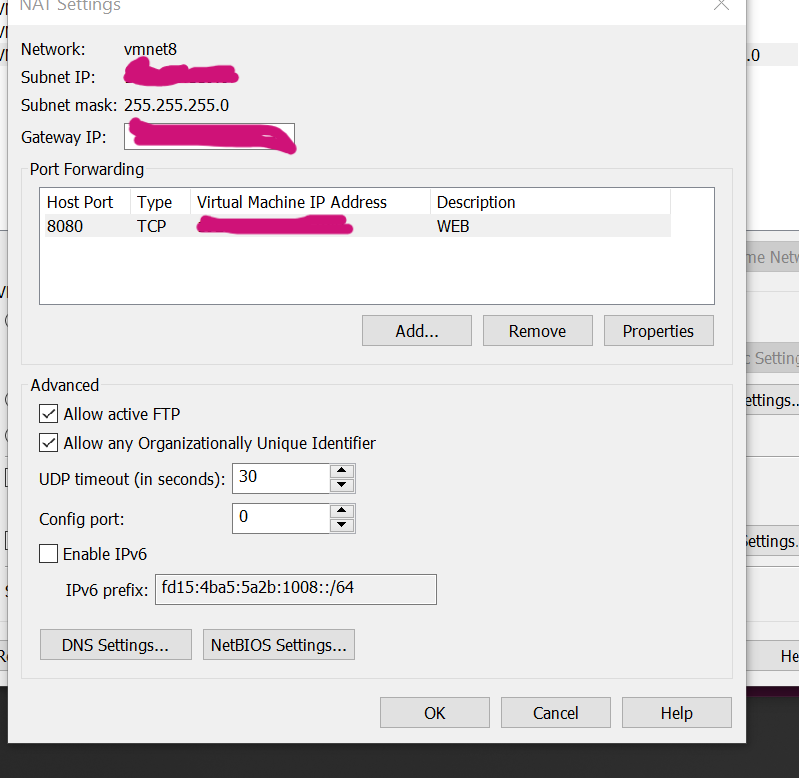 NAT Settings
Network: vmnet8
Subnet IP:
.0
Subnet mask: 255.255.255.0
Gateway IP:
Port Forwarding
Host Port Type Virtual Machine IP Address Description
8080 TCP WEB
Add... Remove Properties
Advanced
Allow active FTP
Allow any Organizationally Unique Identifier
UDP timeout (in seconds): 30
Config port: 0
Enable IPv6
IPv6 prefix: fd15:4ba5:5a2b:1008::/64
DNS Settings... NetBIOS Settings...
OK Cancel Help